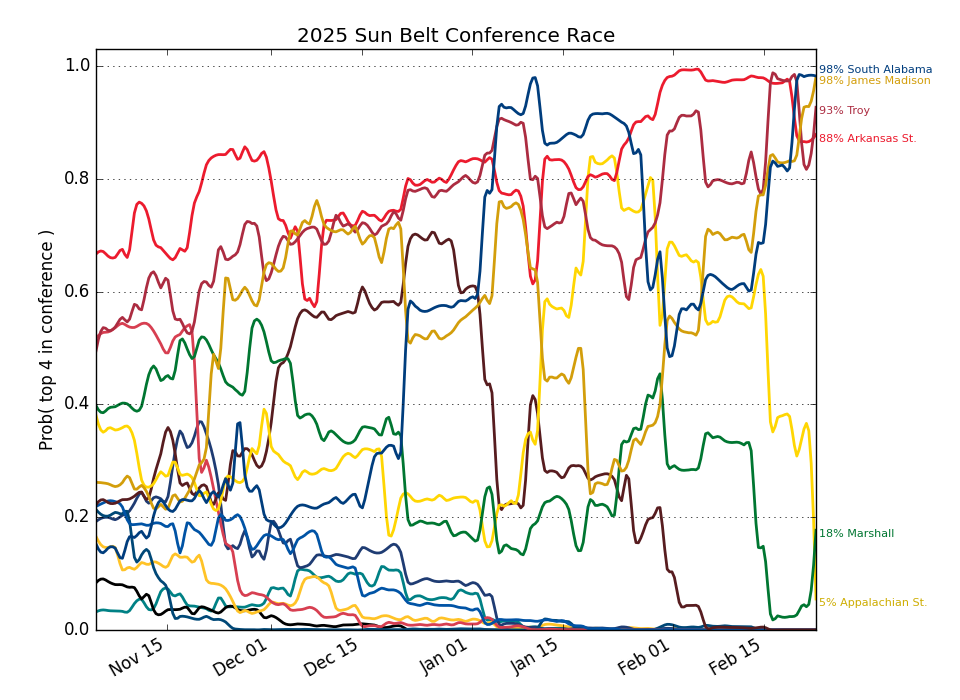 2025 Sun Belt Conference Race
1.0
0.8
0.6
0.4
0.2
0.0
Prob( top 4 in conference )
98% South Alabama
98% James Madison
93% Troy
88% Arkansas St.
18% Marshall
5% Appalachian St.
Nov 15
Dec 01
Dec 15
Jan 01
Jan 15
Feb 01
Feb 15